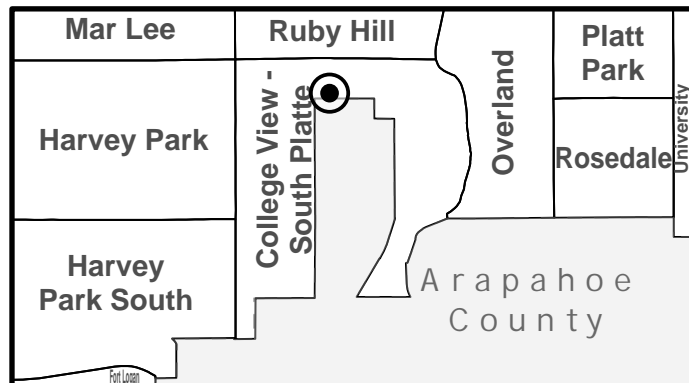 Mar Lee
Ruby Hill
Platt
Park
Harvey Park
College View -
South Platte
Overland
Rosedale
University
Harvey
Park South
Arapahoe
County
Fort Logan